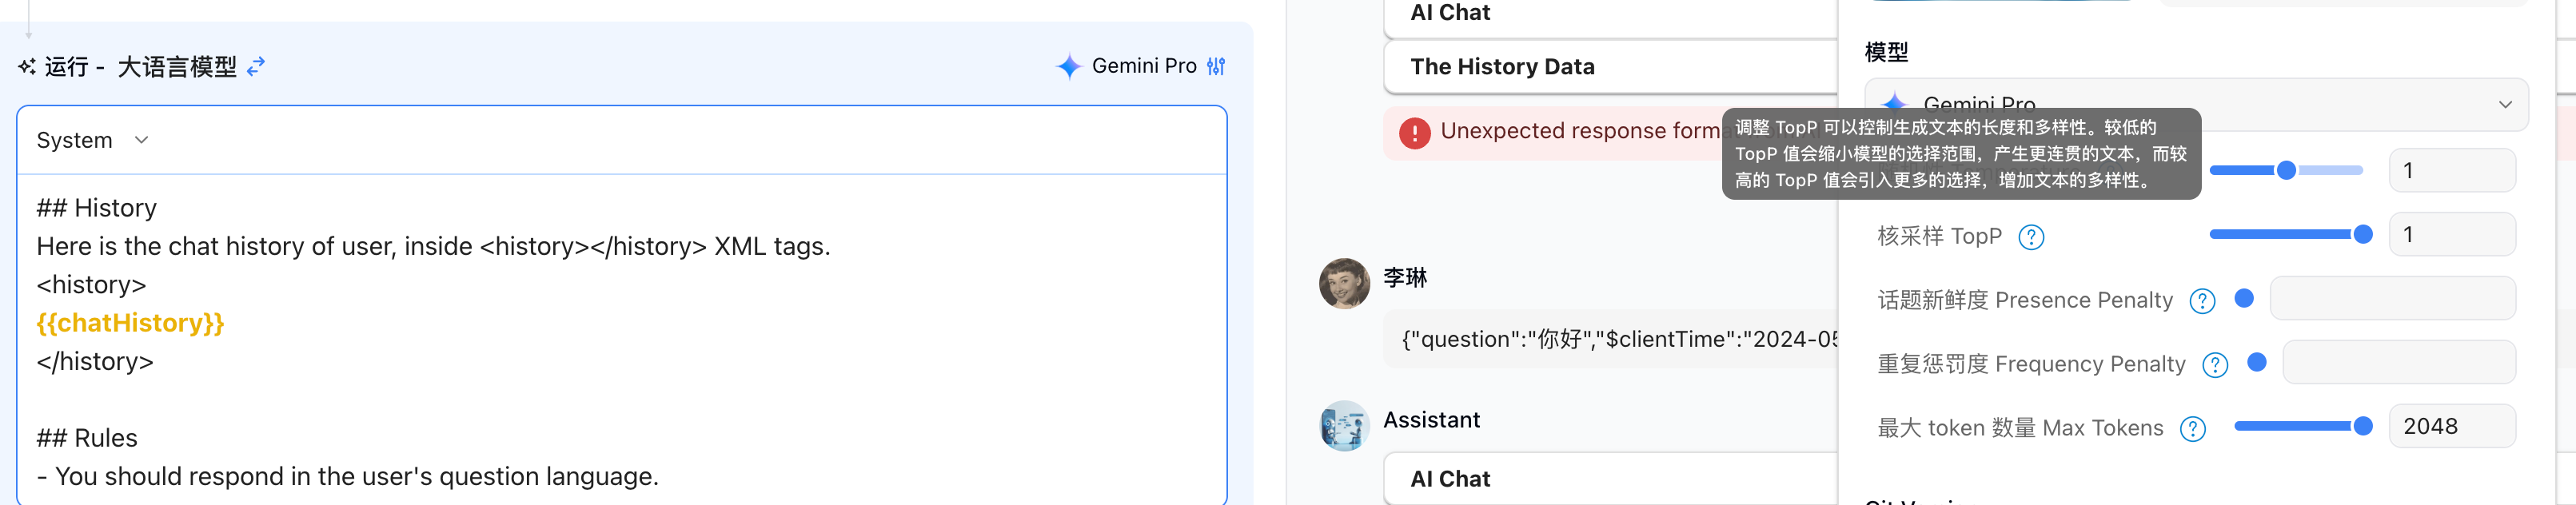 运行 - 大语言模型
Gemini Pro
System
## History
Here is the chat history of user, inside <history></history> XML tags.
<history>
{{chatHistory}}
</history>
## Rules
- You should respond in the user's question language.
AI Chat
The History Data
Unexpected response form
李琳
{"question":"你好","$clientTime":"2024-05
Assistant
AI Chat
模型
Gemini Pro
调整 TopP 可以控制生成文本的长度和多样性。较低的
TopP 值会缩小模型的选择范围，产生更连贯的文本，而较
高的 TopP 值会引入更多的选择，增加文本的多样性。
1
核采样 TopP
1
话题新鲜度 Presence Penalty
重复惩罚度 Frequency Penalty
最大 token 数量 Max Tokens
2048